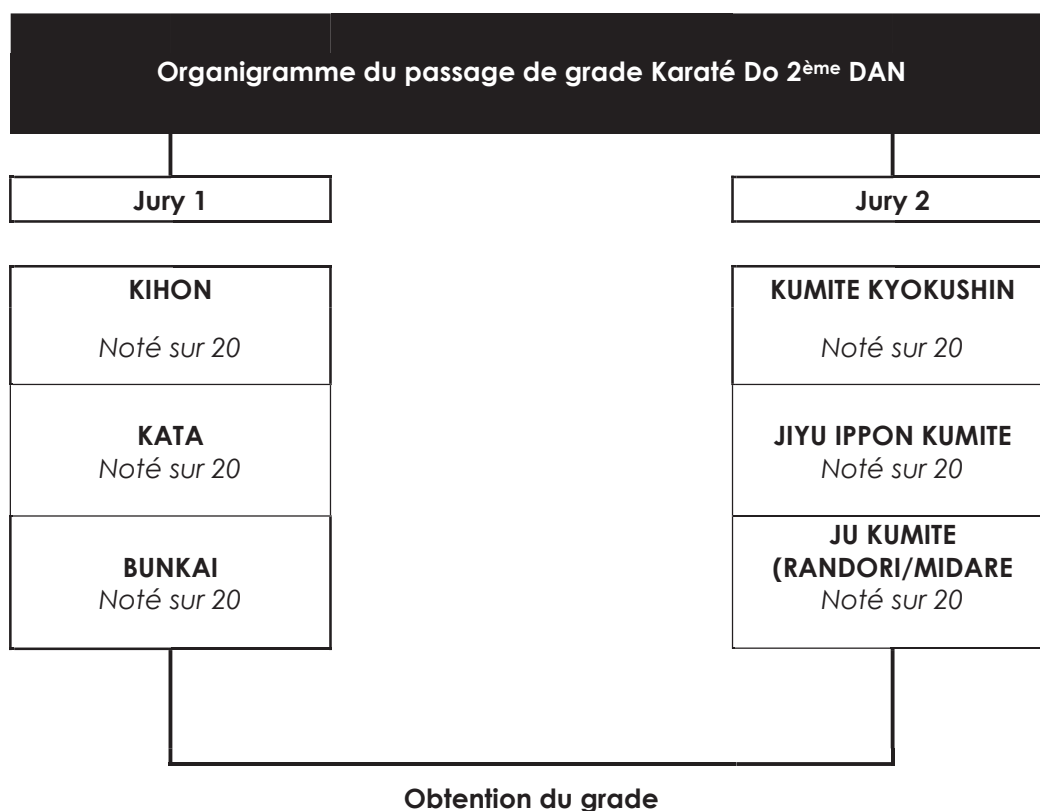 Organigramme du passage de grade Karaté Do 2ème DAN
Jury 1
Jury 2
KIHON
Noté sur 20
KATA
Noté sur 20
BUNKAI
Noté sur 20
KUMITE KYOKUSHIN
Noté sur 20
JIYU IPPON KUMITE
Noté sur 20
JU KUMITE
(RANDORI/MIDARE
Noté sur 20
Obtention du grade